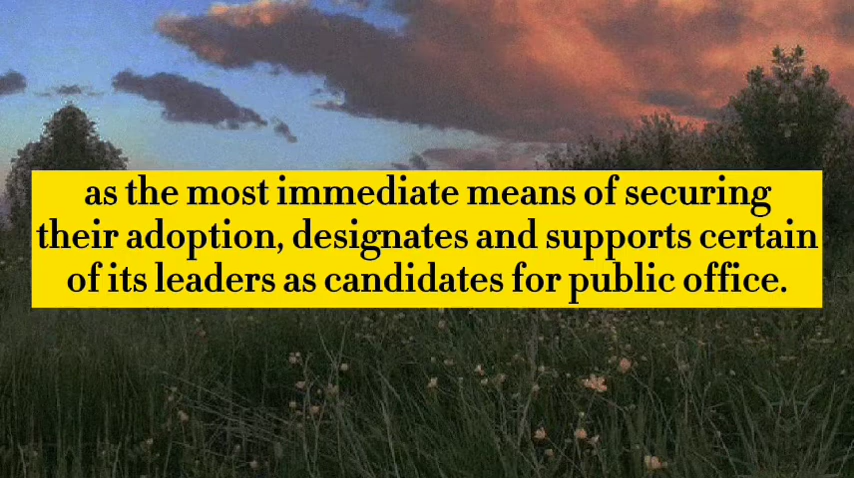 as the most immediate means of securing
their adoption, designates and supports certain
of its leaders as candidates for public office.